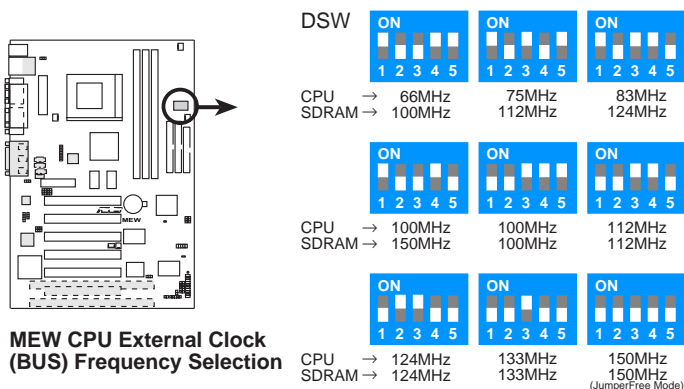 DSW
ON ON ON
1 2 3 4 5 1 2 3 4 5 1 2 3 4 5
CPU → 66MHz 75MHz 83MHz
SDRAM → 100MHz 112MHz 124MHz
ON ON ON
1 2 3 4 5 1 2 3 4 5 1 2 3 4 5
CPU → 100MHz 100MHz 112MHz
SDRAM → 150MHz 100MHz 112MHz
ON ON ON
1 2 3 4 5 1 2 3 4 5 1 2 3 4 5
CPU → 124MHz 133MHz 150MHz
SDRAM → 124MHz 133MHz 150MHz
(JumperFree Mode)
ASUS
MEW
MEW CPU External Clock
(BUS) Frequency Selection